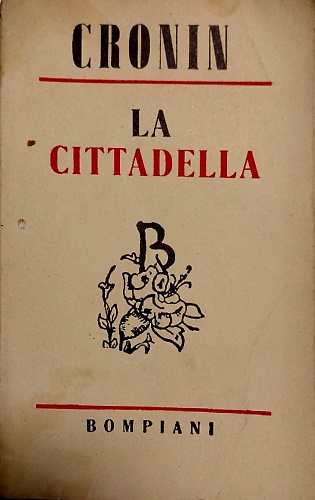 CRONIN
LA
CITTADELLA
B
BOMPIANI